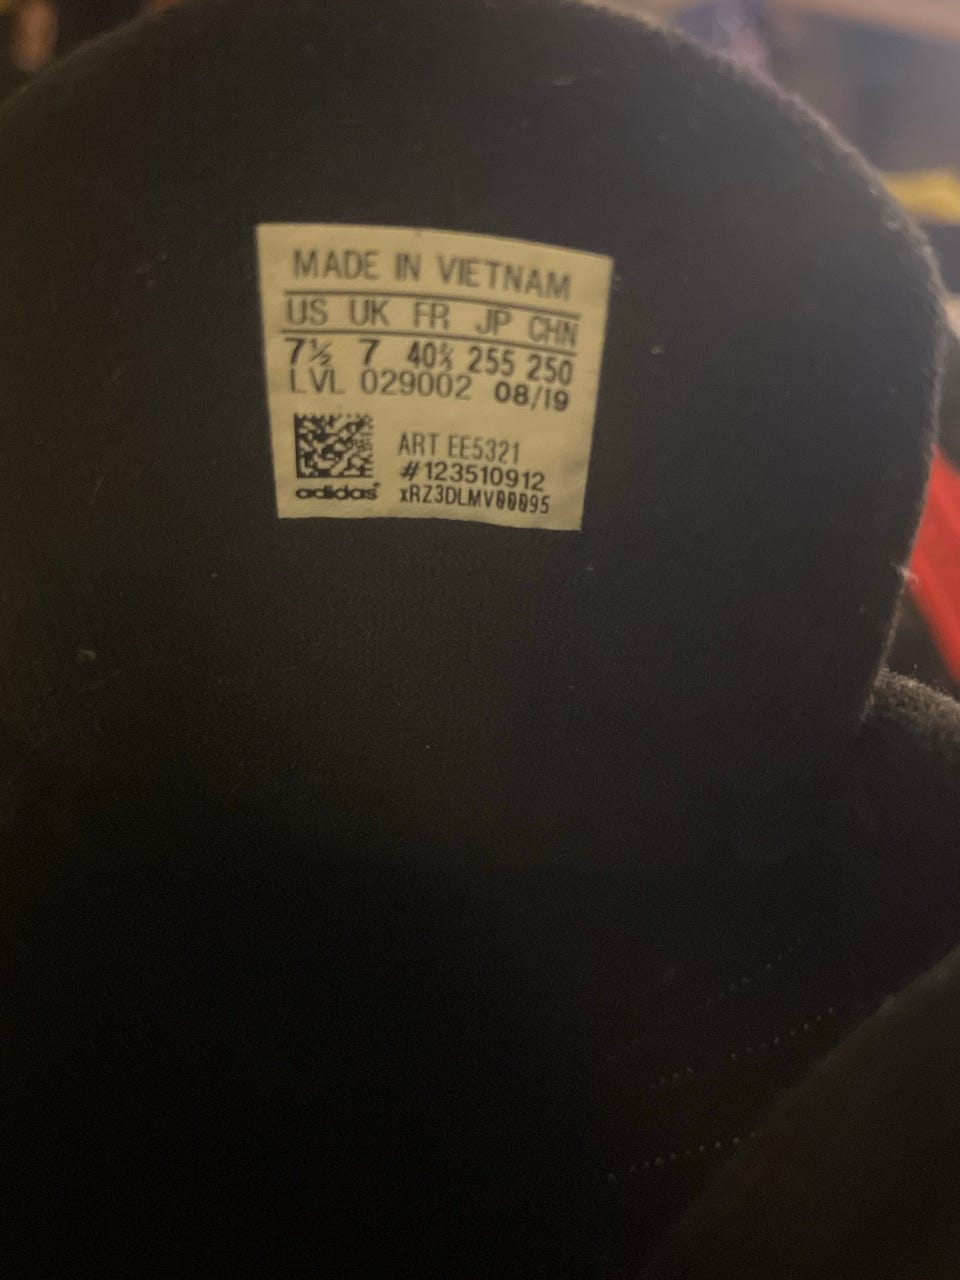 MADE IN VIETNAM
US UK FR JP CHN
7½ 7 40⅔ 255 250
LVL 029002 08/19
ART EE5321
#123510912
adidas xRZ3DLMV00095